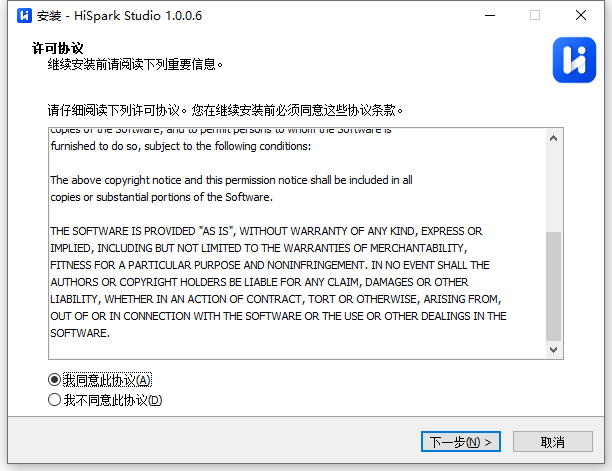 安装 - HiSpark Studio 1.0.0.6
许可协议
继续安装前请阅读下列重要信息。
请仔细阅读下列许可协议。您在继续安装前必须同意这些协议条款。
copies of the Software, and to permit persons to whom the Software is
furnished to do so, subject to the following conditions:
The above copyright notice and this permission notice shall be included in all
copies or substantial portions of the Software.
THE SOFTWARE IS PROVIDED "AS IS", WITHOUT WARRANTY OF ANY KIND, EXPRESS OR
IMPLIED, INCLUDING BUT NOT LIMITED TO THE WARRANTIES OF MERCHANTABILITY,
FITNESS FOR A PARTICULAR PURPOSE AND NONINFRINGEMENT. IN NO EVENT SHALL THE
AUTHORS OR COPYRIGHT HOLDERS BE LIABLE FOR ANY CLAIM, DAMAGES OR OTHER
LIABILITY, WHETHER IN AN ACTION OF CONTRACT, TORT OR OTHERWISE, ARISING FROM,
OUT OF OR IN CONNECTION WITH THE SOFTWARE OR THE USE OR OTHER DEALINGS IN THE
SOFTWARE.
我同意此协议(A)
我不同意此协议(D)
下一步(N) > 取消